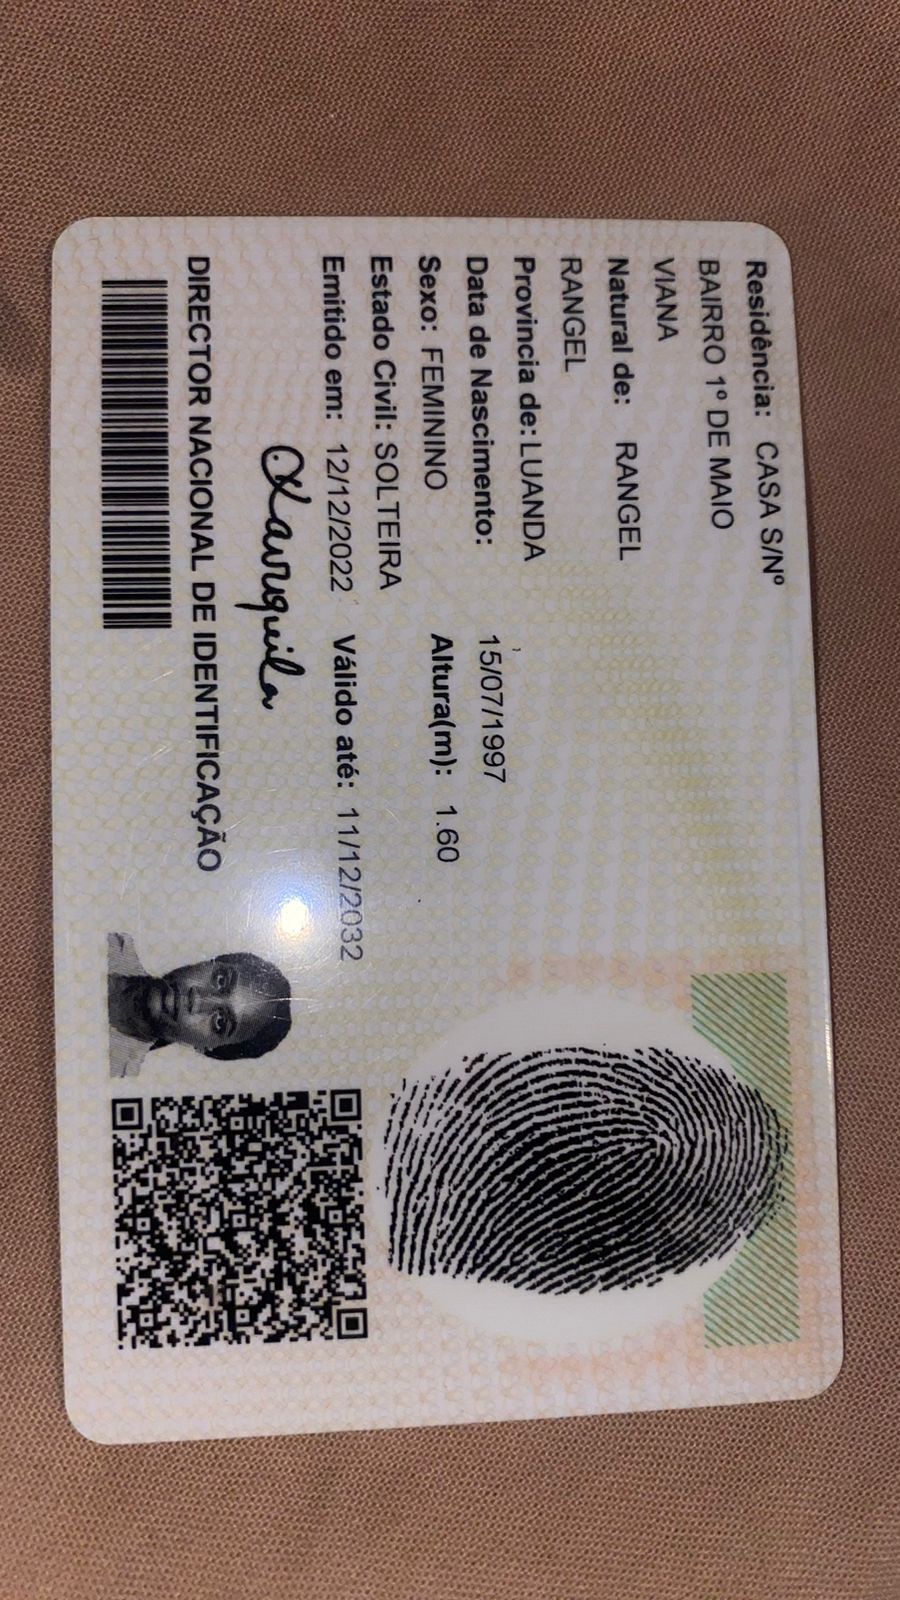 Residência: CASA S/Nº
BAIRRO 1º DE MAIO
VIANA
Natural de: RANGEL
RANGEL
Provincia de: LUANDA
Data de Nascimento: 15/07/1997
Sexo: FEMININO Altura(m): 1.60
Estado Civil: SOLTEIRA
Emitido em: 12/12/2022 Válido até: 11/12/2032
DIRECTOR NACIONAL DE IDENTIFICAÇÃO